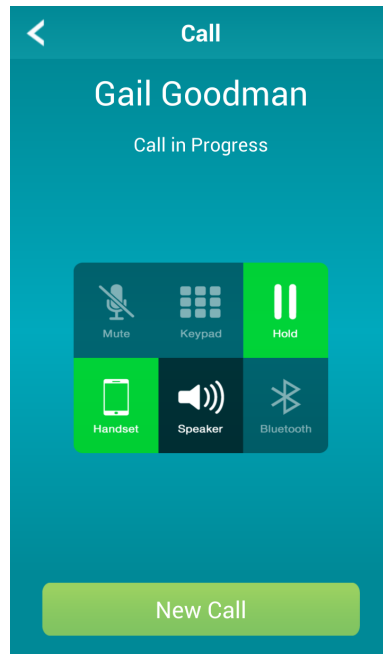 Call
Gail Goodman
Call in Progress
Mute Keypad Hold
Handset Speaker Bluetooth
New Call